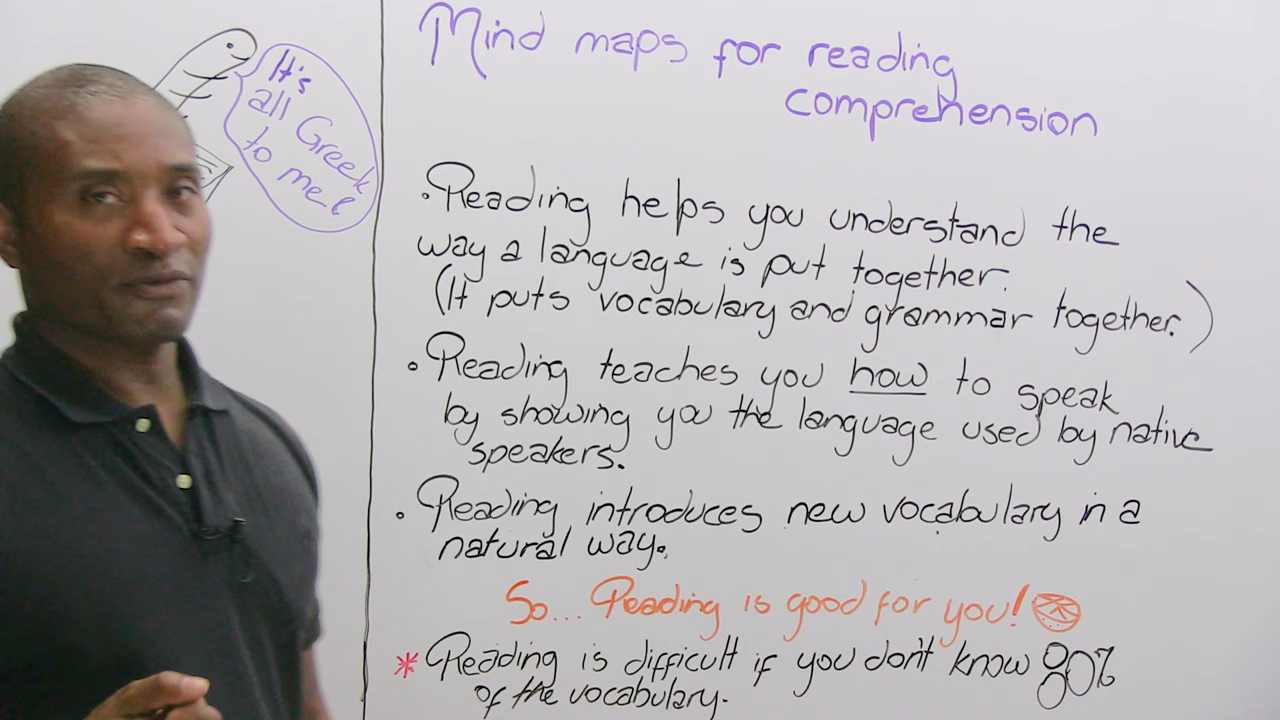 It's
all Greek
to me!
Mind maps for reading
comprehension
• Reading helps you understand the
way a language is put together.
(It puts vocabulary and grammar together.)
• Reading teaches you how to speak
by showing you the language used by native
speakers.
• Reading introduces new vocabulary in a
natural way.
So... Reading is good for you!
* Reading is difficult if you don't know 80%
of the vocabulary.